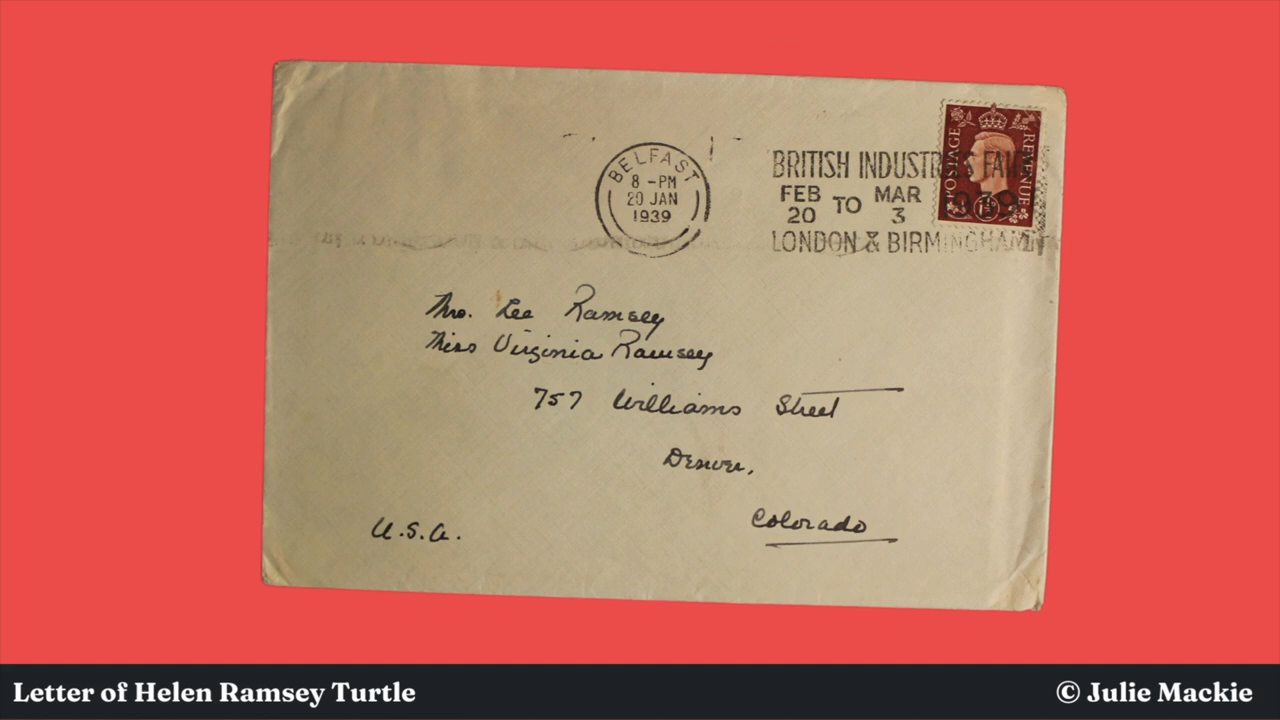 BELFAST
8 - PM
20 JAN
1939
BRITISH INDUSTRIES FAIR
FEB 20 TO MAR 3 1939
LONDON & BIRMINGHAM
POSTAGE REVENUE
Mrs. Lee Ramsey
Miss Virginia Ramsey
757 Williams Street
Denver,
Colorado
U.S.A.
Letter of Helen Ramsey Turtle
© Julie Mackie